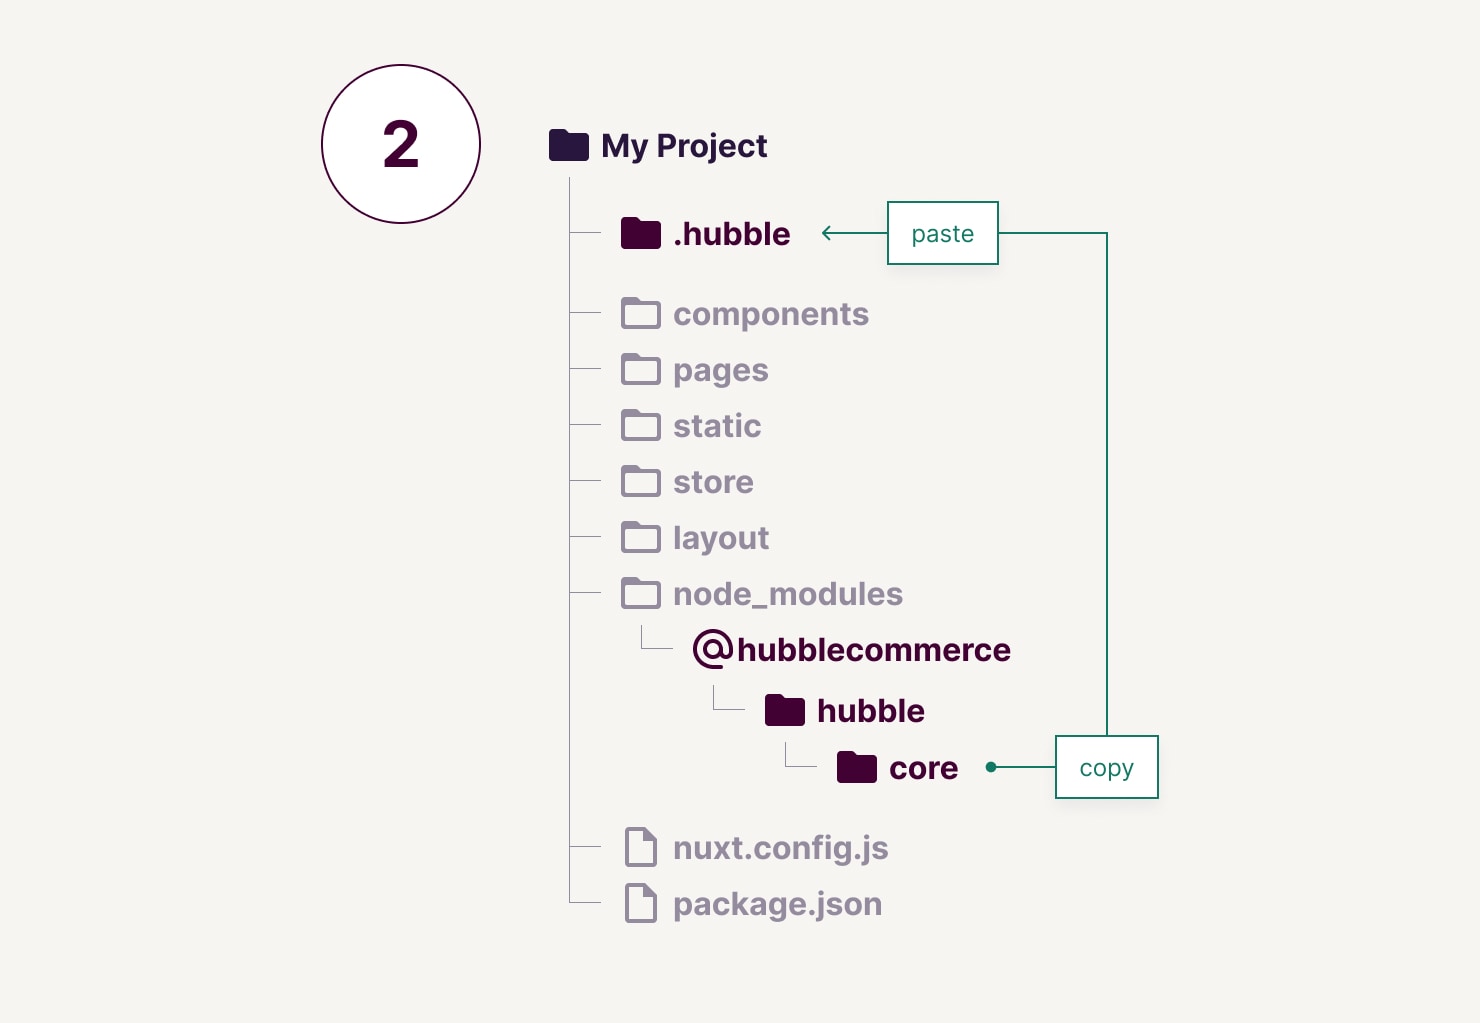 2
My Project
.hubble
paste
components
pages
static
store
layout
node_modules
@hubblecommerce
hubble
core
copy
nuxt.config.js
package.json